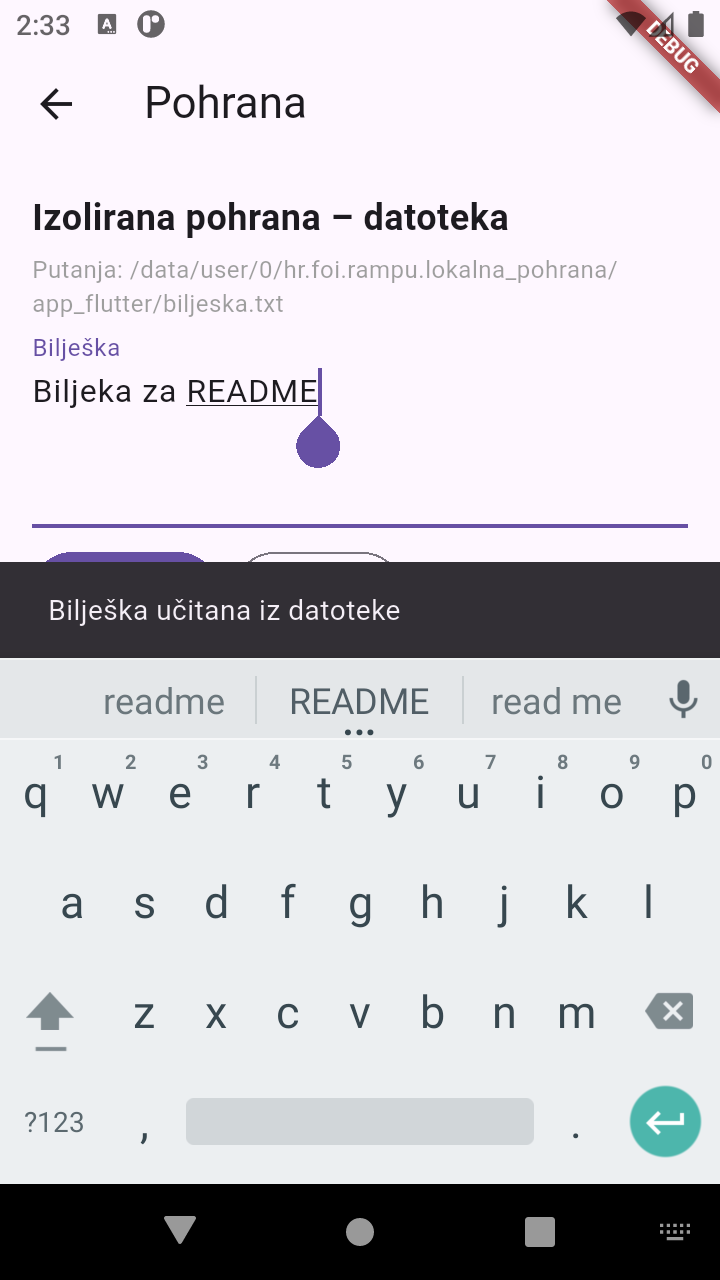 2:33
A
DEBUG
Pohrana
Izolirana pohrana – datoteka
Putanja: /data/user/0/hr.foi.rampu.lokalna_pohrana/
app_flutter/biljeska.txt
Bilješka
Biljeka za README
Bilješka učitana iz datoteke
readme README read me
1 2 3 4 5 6 7 8 9 0
q w e r t y u i o p
a s d f g h j k l
z x c v b n m
?123 , .